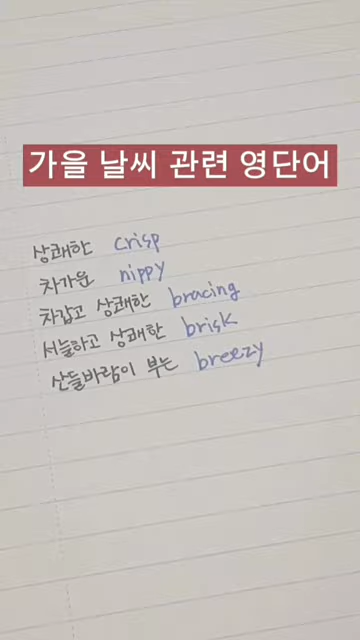 가을 날씨 관련 영단어
상쾌한 crisp
차가운 nippy
차갑고 상쾌한 bracing
서늘하고 상쾌한 brisk
산들바람이 부는 breezy